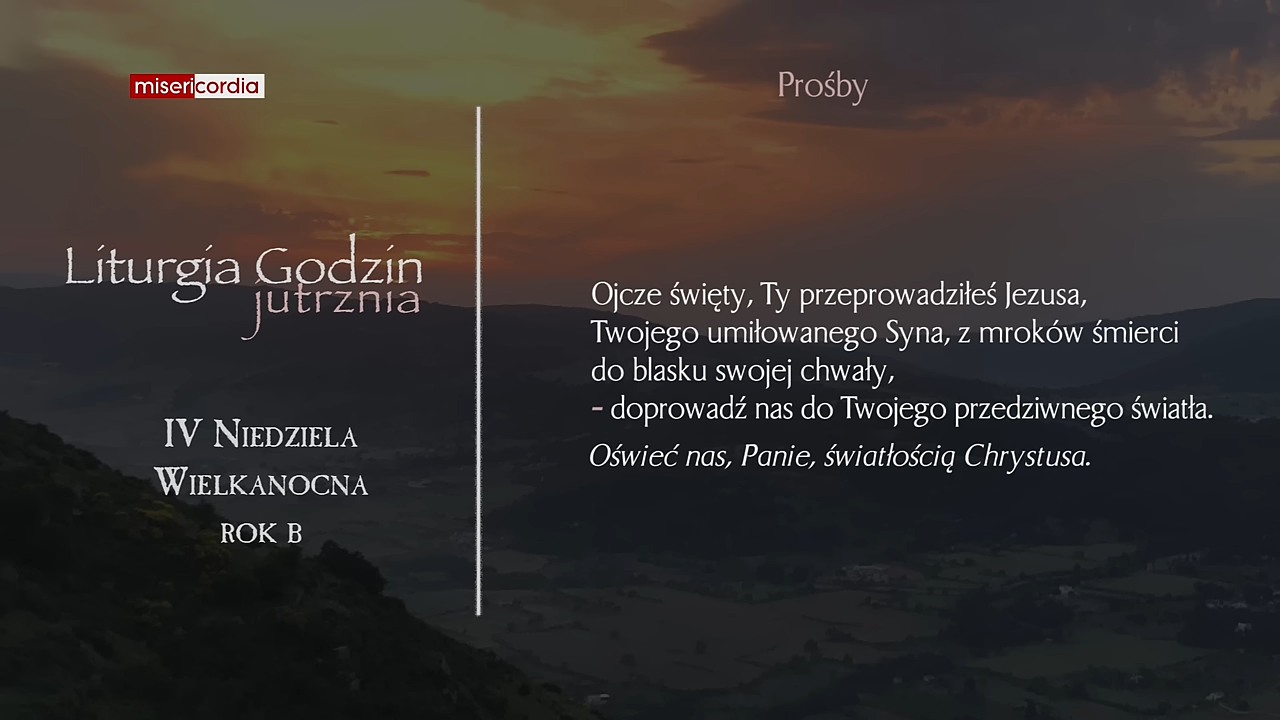 misericordia
Liturgia Godzin
jutrznia
IV Niedziela
Wielkanocna
rok B
Prośby
Ojcze święty, Ty przeprowadziłeś Jezusa,
Twojego umiłowanego Syna, z mroków śmierci
do blasku swojej chwały,
- doprowadź nas do Twojego przedziwnego światła.
Oświeć nas, Panie, światłością Chrystusa.